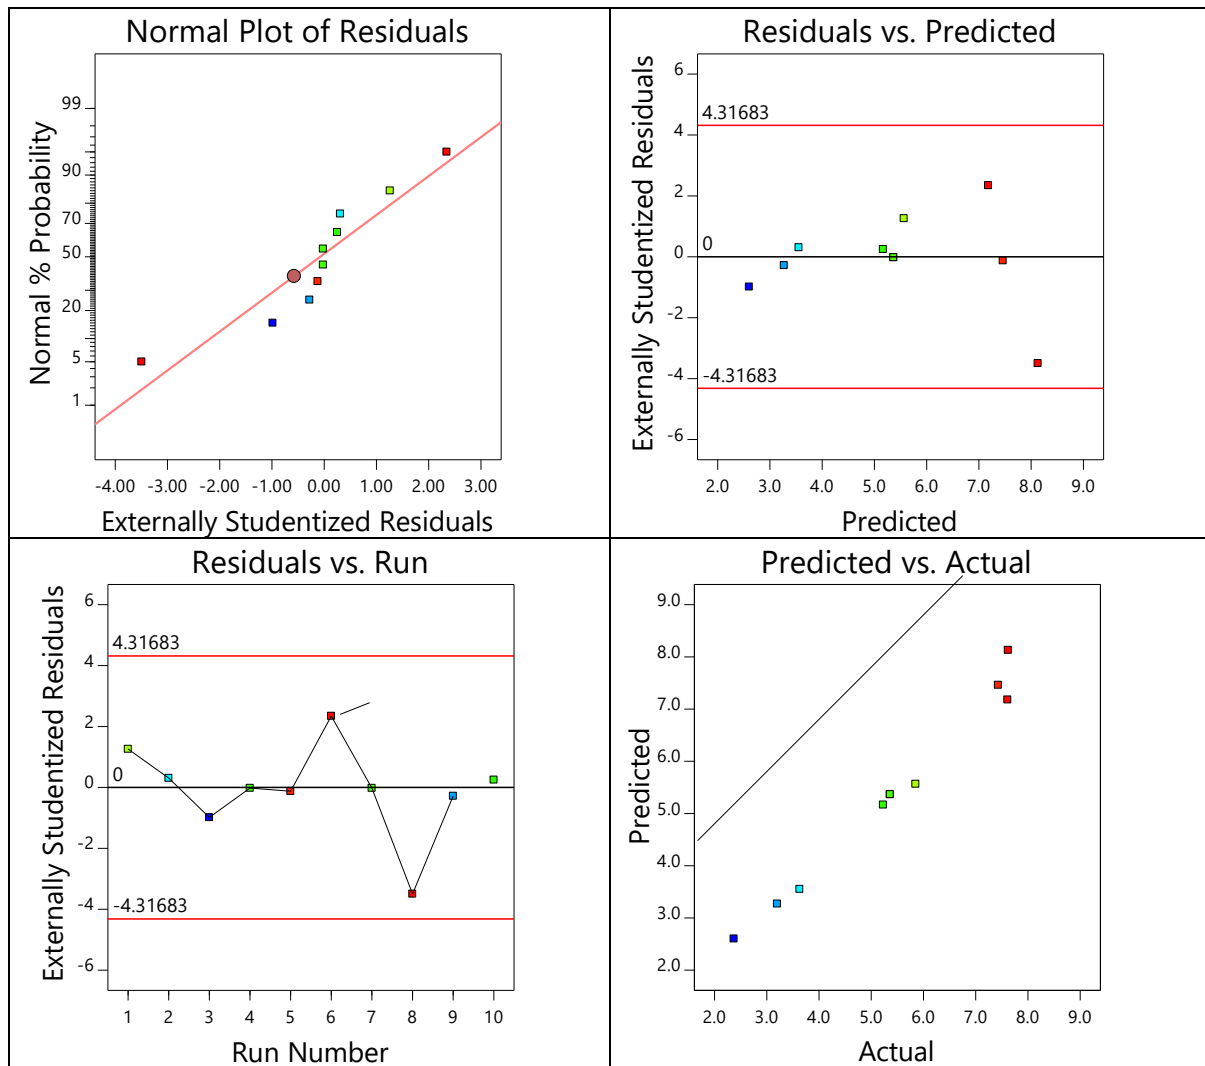 Normal Plot of Residuals
Normal % Probability
99
90
70
50
20
5
1
-4.00 -3.00 -2.00 -1.00 0.00 1.00 2.00 3.00
Externally Studentized Residuals
Residuals vs. Predicted
Externally Studentized Residuals
6
4.31683
4
2
0
0
-2
-4.31683
-4
-6
2.0 3.0 4.0 5.0 6.0 7.0 8.0 9.0
Predicted
Residuals vs. Run
Externally Studentized Residuals
6
4.31683
4
2
0
0
-2
-4
-4.31683
-6
1 2 3 4 5 6 7 8 9 10
Run Number
Predicted vs. Actual
Predicted
9.0
8.0
7.0
6.0
5.0
4.0
3.0
2.0
2.0 3.0 4.0 5.0 6.0 7.0 8.0 9.0
Actual